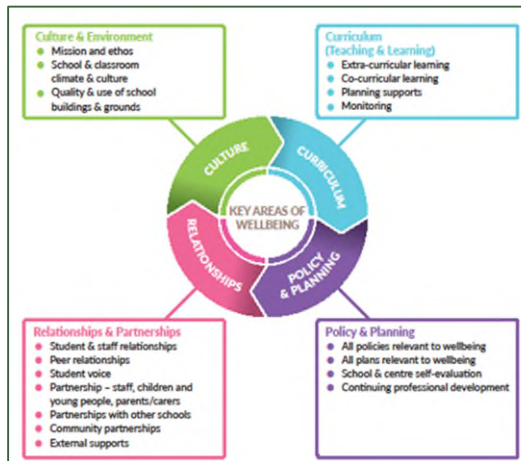 Culture & Environment
Mission and ethos
School & classroom
climate & culture
Quality & use of school
buildings & grounds
Curriculum
(Teaching & Learning)
Extra-curricular learning
Co-curricular learning
Planning supports
Monitoring
CULTURE
CURRICULUM
KEY AREAS OF
WELLBEING
RELATIONSHIPS
POLICY
& PLANNING
Relationships & Partnerships
Student & staff relationships
Peer relationships
Student voice
Partnership – staff, children and
young people, parents/carers
Partnerships with other schools
Community partnerships
External supports
Policy & Planning
All policies relevant to wellbeing
All plans relevant to wellbeing
School & centre self-evaluation
Continuing professional development